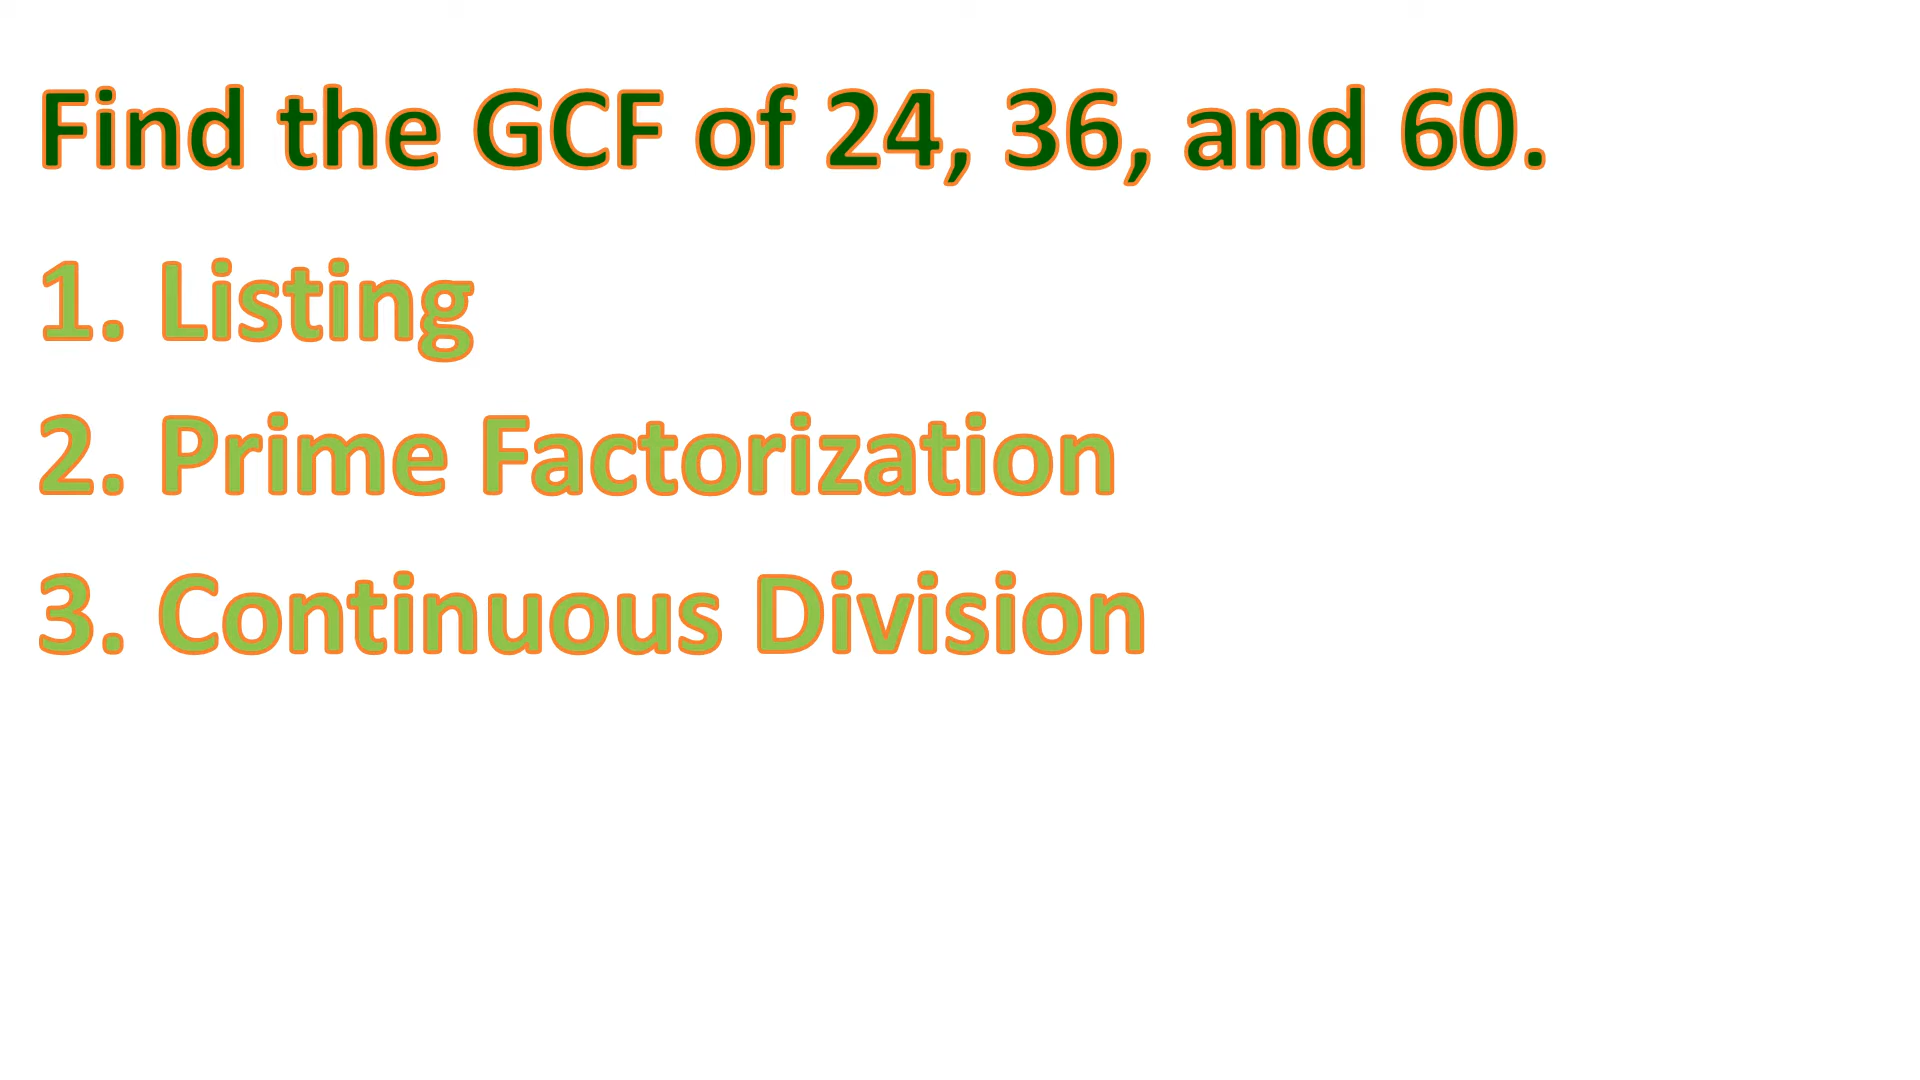 Find the GCF of 24, 36, and 60.
1. Listing
2. Prime Factorization
3. Continuous Division